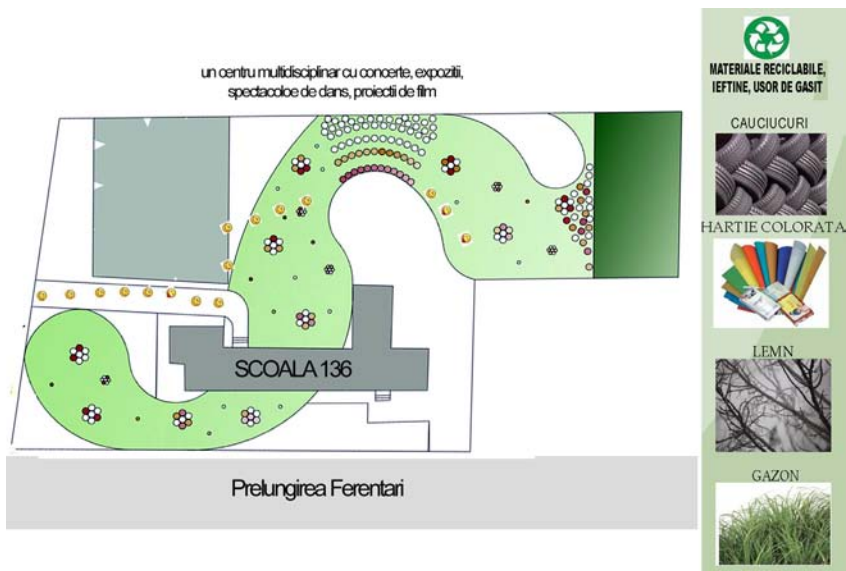 un centru multidisciplinar cu concerte, expozitii,
spectacoloe de dans, proiectii de film
SCOALA 136
Prelungirea Ferentari
MATERIALE RECICLABILE,
IEFTINE, USOR DE GASIT
CAUCIUCURI
HARTIE COLORATA
LEMN
GAZON